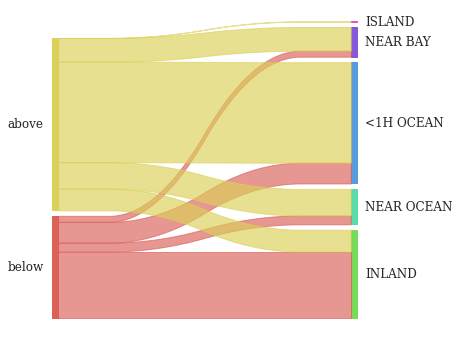 above
below
ISLAND
NEAR BAY
<1H OCEAN
NEAR OCEAN
INLAND